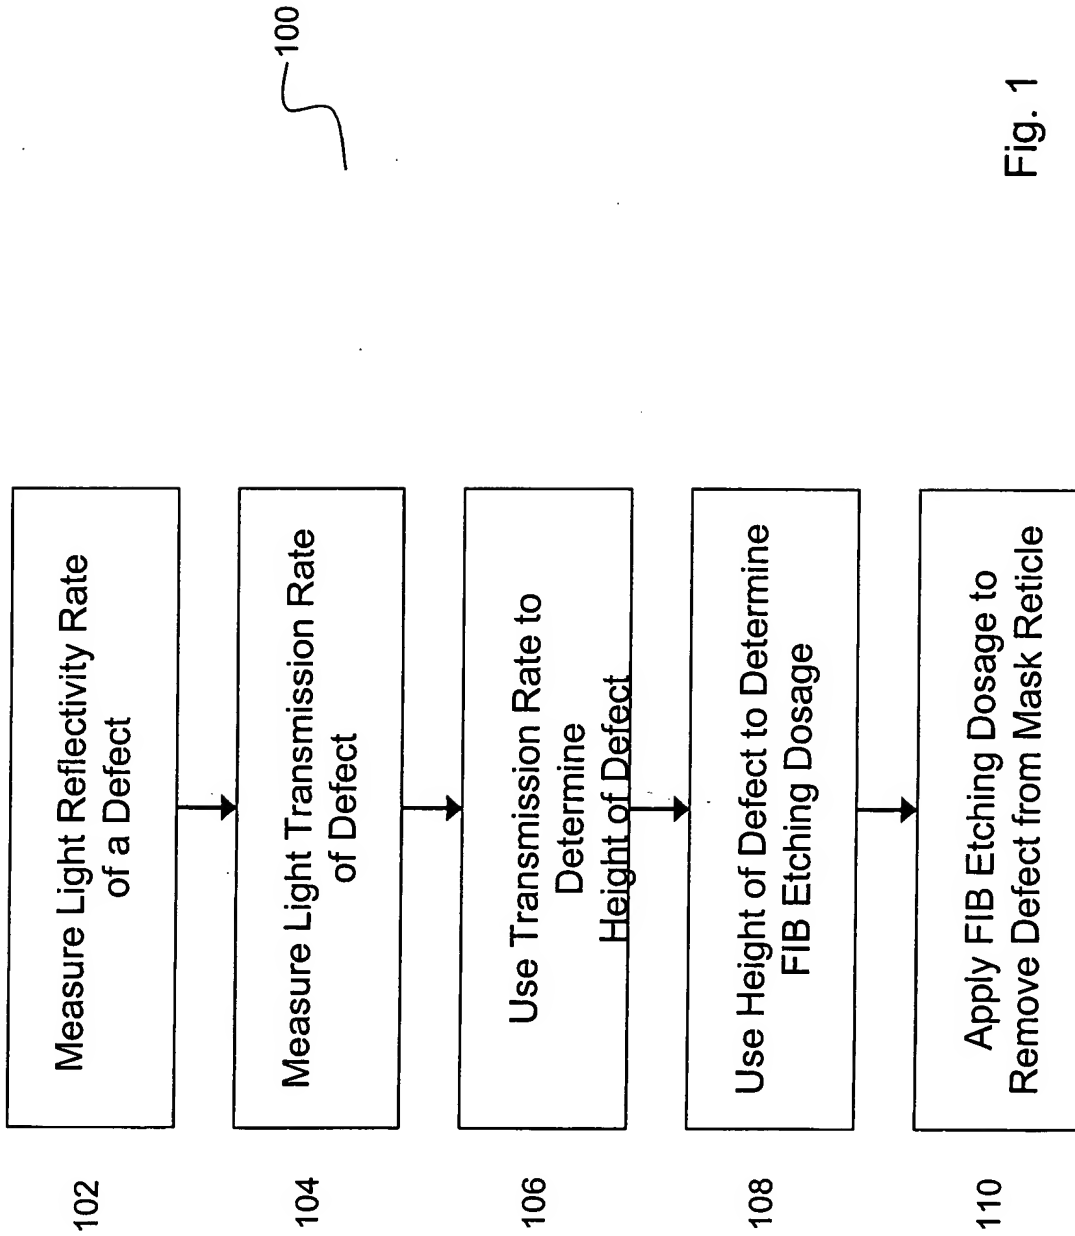 100
102
Measure Light Reflectivity Rate
of a Defect
104
Measure Light Transmission Rate
of Defect
106
Use Transmission Rate to
Determine
Height of Defect
108
Use Height of Defect to Determine
FIB Etching Dosage
110
Apply FIB Etching Dosage to
Remove Defect from Mask Reticle
Fig. 1